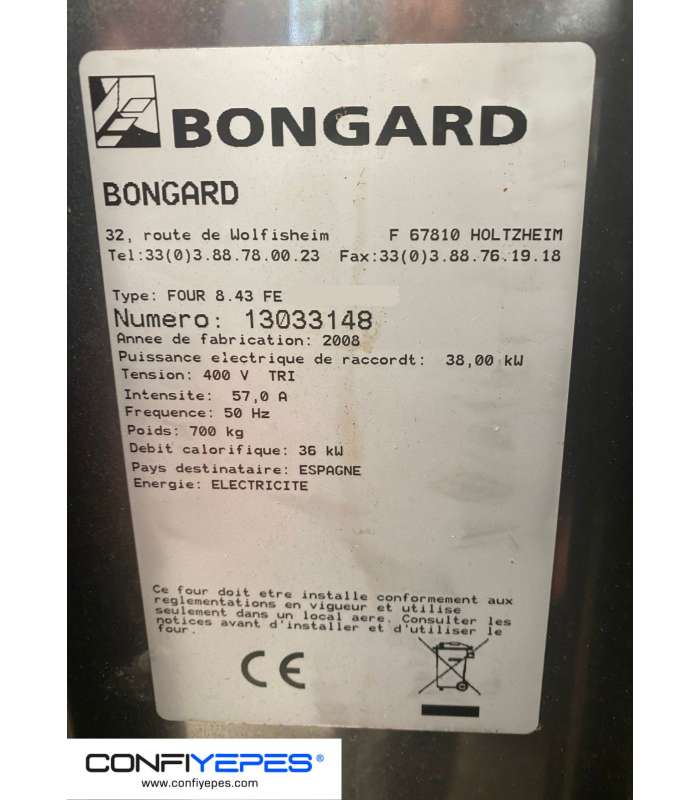 BONGARD
BONGARD
32, route de Wolfisheim F 67810 HOLTZHEIM
Tel:33(0)3.88.78.00.23 Fax:33(0)3.88.76.19.18
Type: FOUR 8.43 FE
Numero: 13033148
Annee de fabrication: 2008
Puissance electrique de raccordt: 38,00 kW
Tension: 400 V TRI
Intensite: 57,0 A
Frequence: 50 Hz
Poids: 700 kg
Debit calorifique: 36 kW
Pays destinataire: ESPAGNE
Energie: ELECTRICITE
Ce four doit etre installe conformement aux
reglementations en vigueur et utilise
seulement dans un local aere. Consulter les
notices avant d'installer et d'utiliser le
four.
CE
CONFIYEPES®
www.confiyepes.com